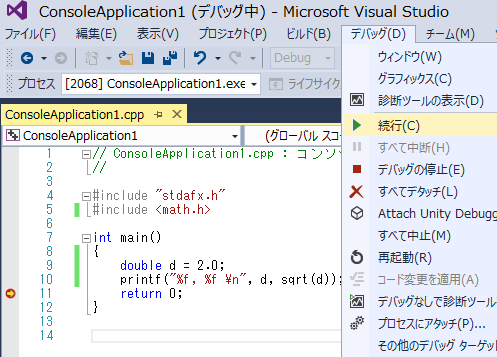 ConsoleApplication1 (デバッグ中) - Microsoft Visual Studio
ファイル(F) 編集(E) 表示(V) プロジェクト(P) ビルド(B) デバッグ(D) チーム(M)
Debug
プロセス [2068] ConsoleApplication1.exe ライフサイク
ConsoleApplication1.cpp
ConsoleApplication1 (グローバル スコー
1 // ConsoleApplication1.cpp : コンソ
2 //
3
4 #include "stdafx.h"
5 #include <math.h>
6
7 int main()
8 {
9 double d = 2.0;
10 printf("%f, %f ¥n", d, sqrt(d));
11 return 0;
12 }
13
14
ウィンドウ(W)
グラフィックス(C)
診断ツールの表示(D)
続行(C)
すべて中断(H)
デバッグの停止(E)
すべてデタッチ(L)
Attach Unity Debugg
すべて中止(M)
再起動(R)
コード変更を適用(A)
デバッグなしで診断ツール
プロセスにアタッチ(P)...
その他のデバッグ ターゲット